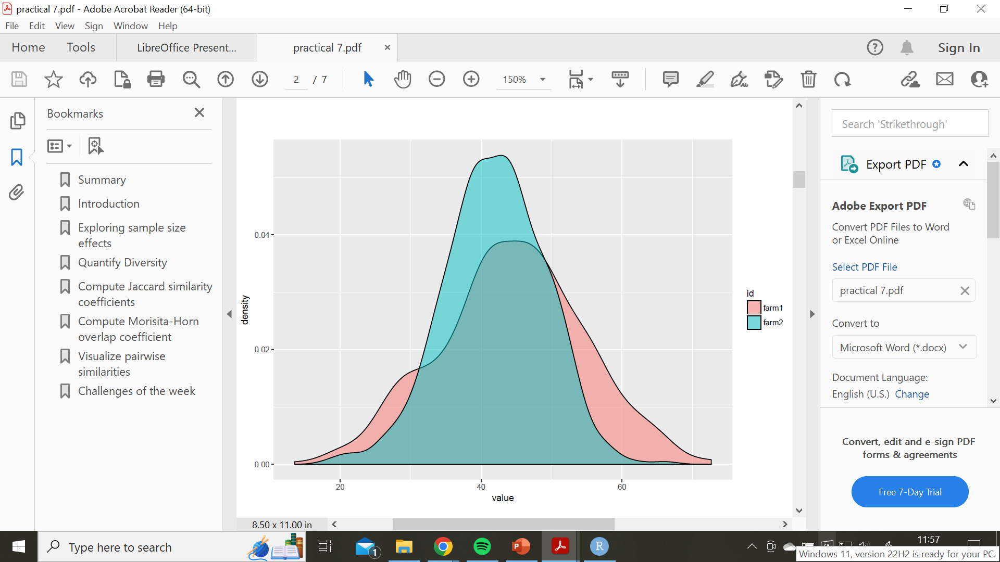 practical 7.pdf - Adobe Acrobat Reader (64-bit)
File Edit View Sign Window Help
Home Tools LibreOffice Present... practical 7.pdf Sign In
2 / 7 150%
Bookmarks
Summary
Introduction
Exploring sample size
effects
Quantify Diversity
Compute Jaccard similarity
coefficients
Compute Morisita-Horn
overlap coefficient
Visualize pairwise
similarities
Challenges of the week
0.04
0.02
0.00
density
20 40 60
value
id
farm1
farm2
8.50 x 11.00 in
Search 'Strikethrough'
Export PDF
Adobe Export PDF
Convert PDF Files to Word
or Excel Online
Select PDF File
practical 7.pdf
Convert to
Microsoft Word (*.docx)
Document Language:
English (U.S.) Change
Convert, edit and e-sign PDF
forms & agreements
Free 7-Day Trial
Type here to search
1
P
R
11:57
Windows 11, version 22H2 is ready for your PC.